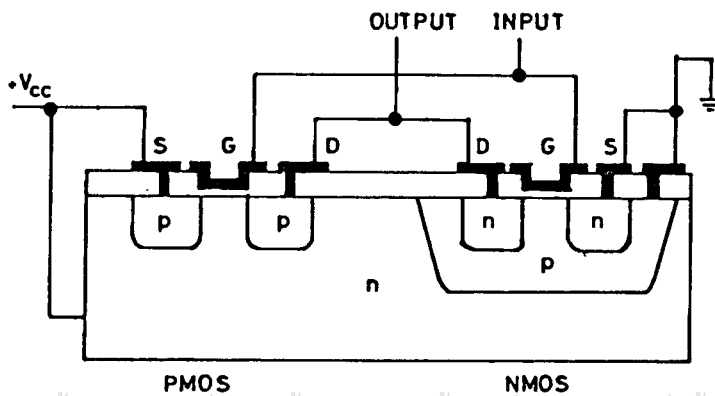 OUTPUT INPUT
+VCC
S G D D G S
p p n n
p
n
PMOS NMOS